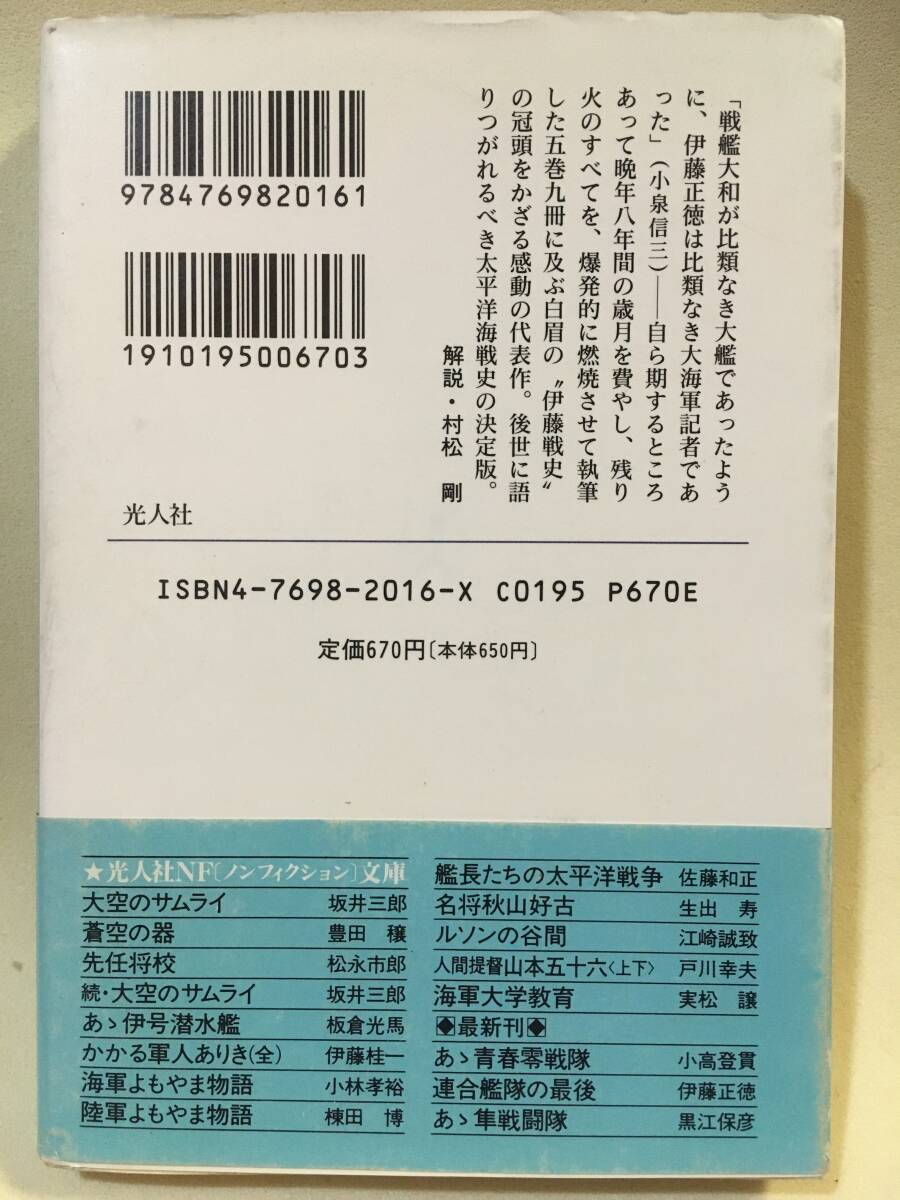 9784769820161
1910195006703
「戦艦大和が比類なき大艦であったよう
に、伊藤正徳は比類なき大海軍記者であ
った」（小泉信三）――自ら期するところ
あって晩年八年間の歳月を費やし、残り
火のすべてを、爆発的に燃焼させて執筆
した五巻九冊に及ぶ白眉の〝伊藤戦史〟
の冠頭をかざる感動の代表作。後世に語
りつがれるべき太平洋海戦史の決定版。
解説・村松 剛
光人社
ISBN4-7698-2016-X C0195 P670E
定価670円〔本体650円〕
★光人社NF〔ノンフィクション〕文庫
大空のサムライ 坂井三郎
蒼空の器 豊田 穣
先任将校 松永市郎
続・大空のサムライ 坂井三郎
あゝ伊号潜水艦 板倉光馬
かかる軍人ありき(全) 伊藤桂一
海軍よもやま物語 小林孝裕
陸軍よもやま物語 棟田 博
艦長たちの太平洋戦争 佐藤和正
名将秋山好古 生出 寿
ルソンの谷間 江崎誠致
人間提督山本五十六〈上下〉 戸川幸夫
海軍大学教育 実松 譲
◆最新刊◆
あゝ青春零戦隊 小高登貫
連合艦隊の最後 伊藤正徳
あゝ隼戦闘隊 黒江保彦